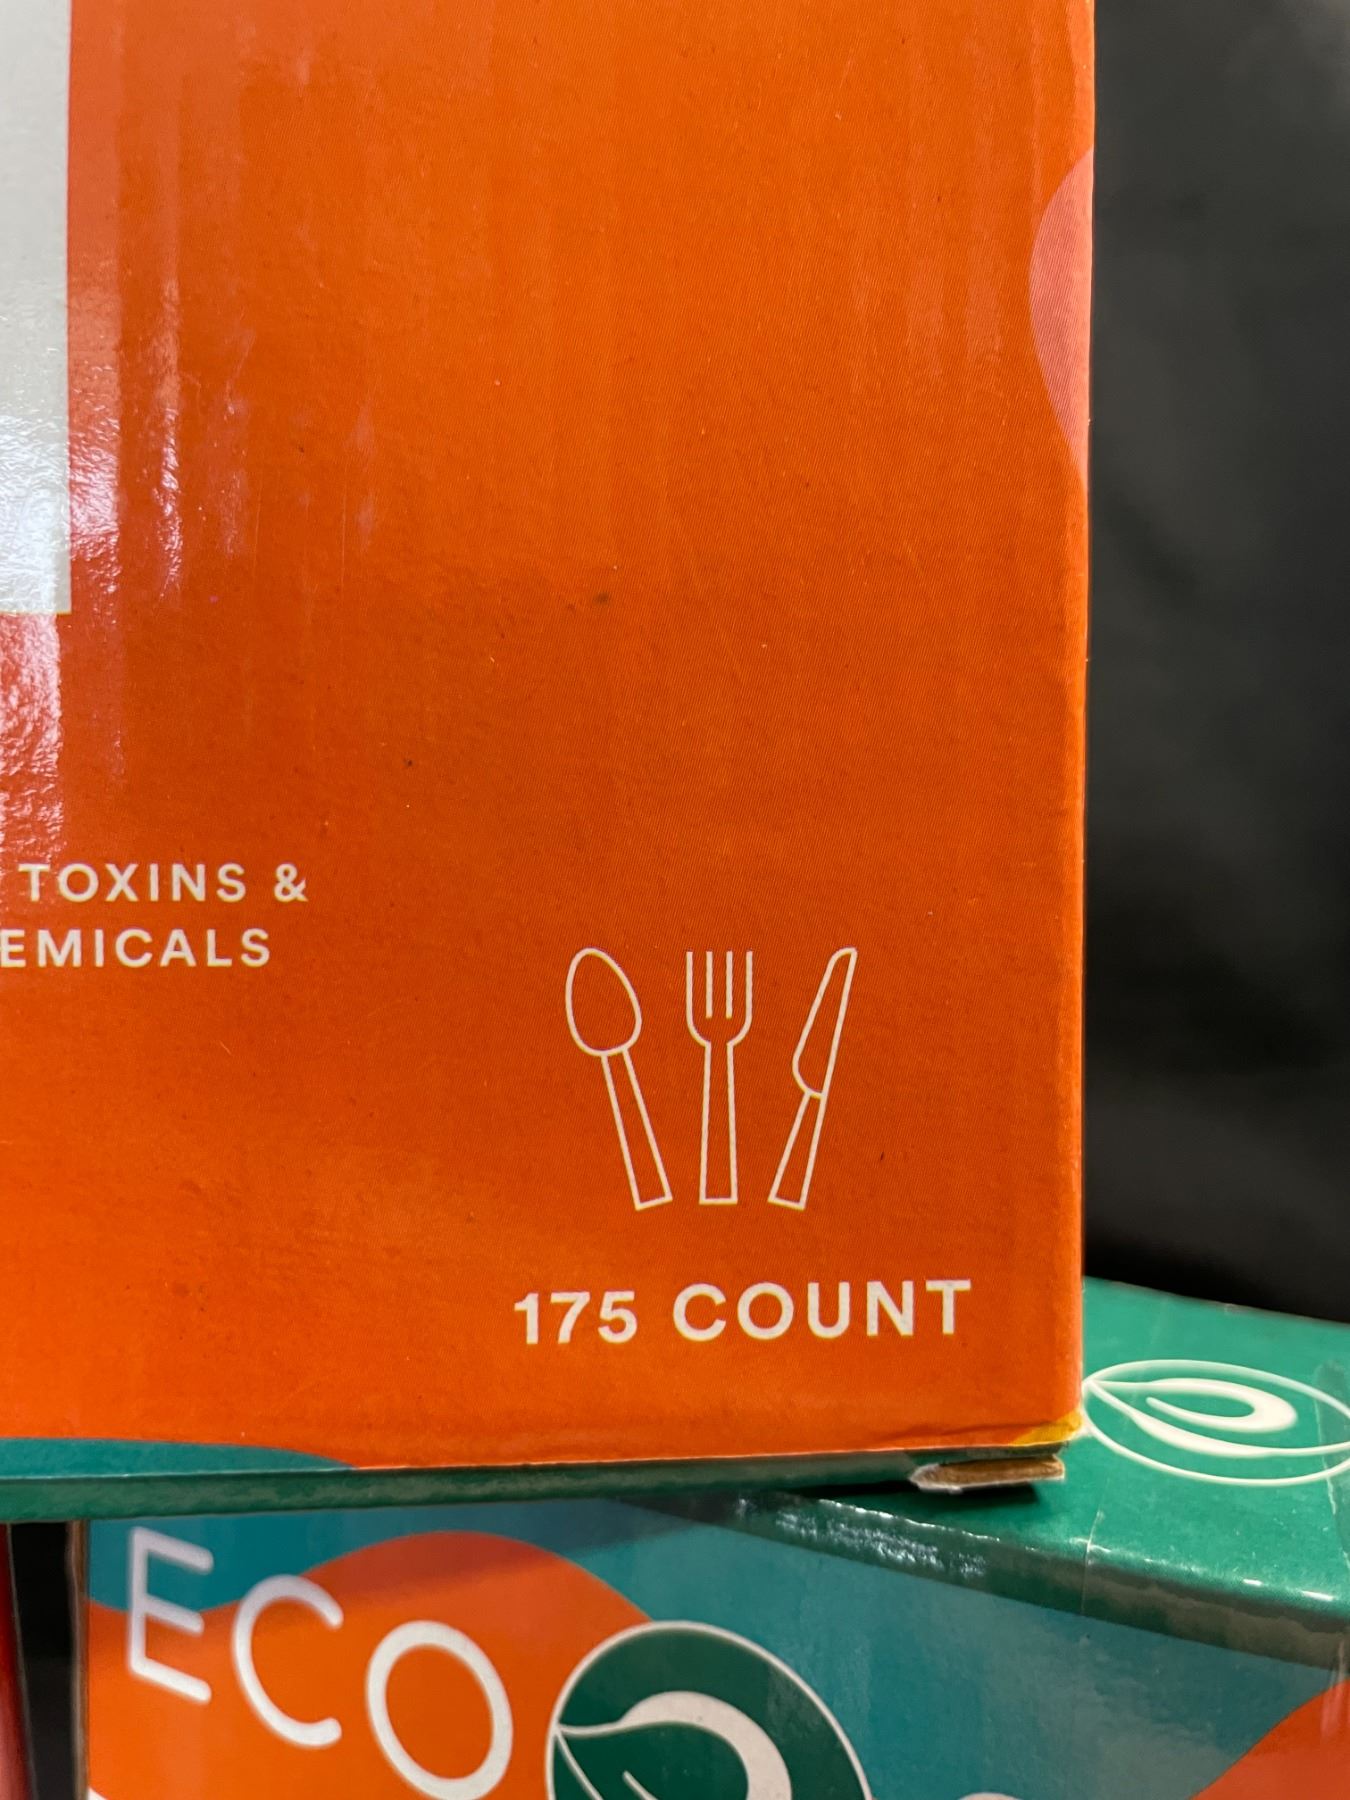 TOXINS &
EMICALS
175 COUNT
ECO